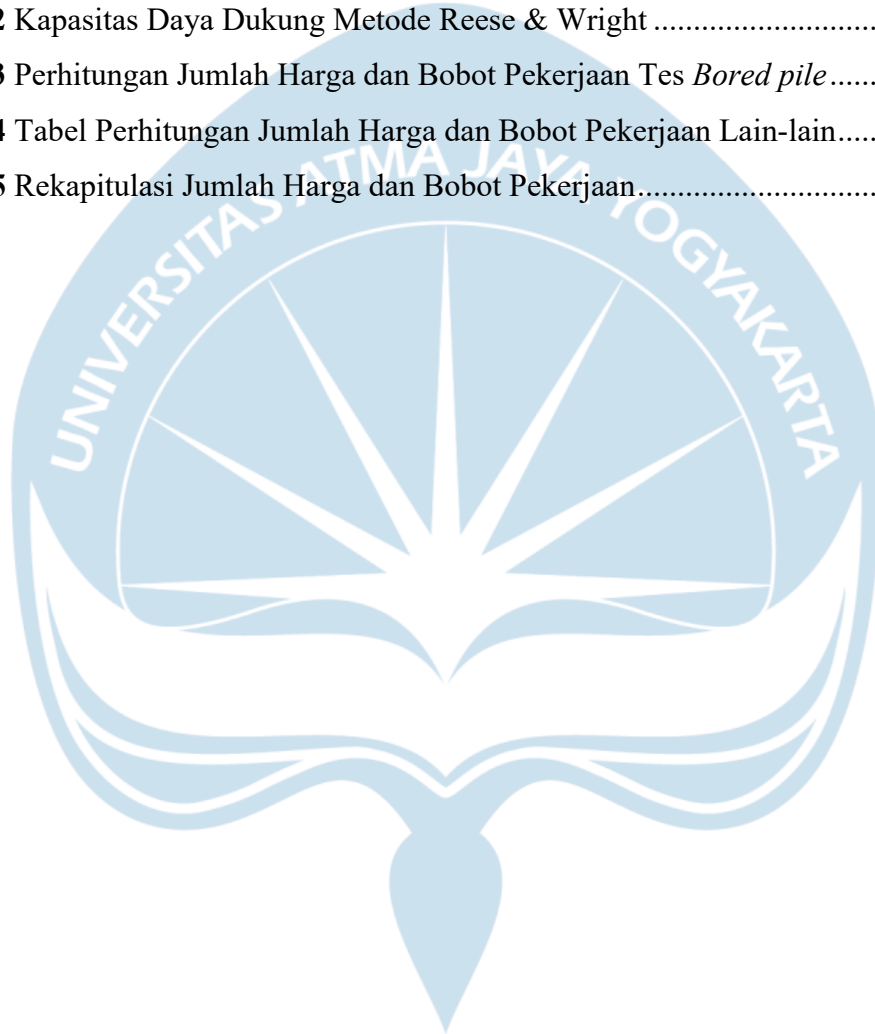 2 Kapasitas Daya Dukung Metode Reese & Wright ............................
3 Perhitungan Jumlah Harga dan Bobot Pekerjaan Tes Bored pile ......
4 Tabel Perhitungan Jumlah Harga dan Bobot Pekerjaan Lain-lain.....
5 Rekapitulasi Jumlah Harga dan Bobot Pekerjaan..............................
UNIVERSITAS ATMA JAYA YOGYAKARTA